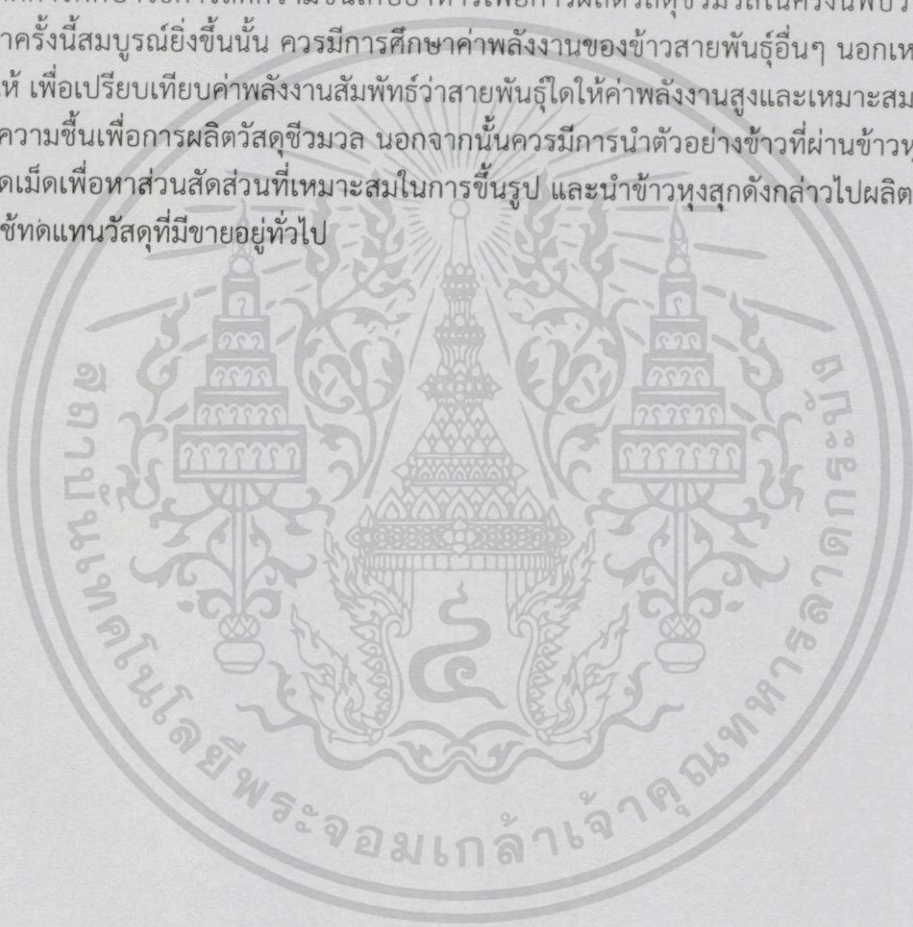 าครั้งนี้สมบูรณ์ยิ่งขึ้นนั้น ควรมีการศึกษาค่าพลังงานของข้าวสายพันธุ์อื่นๆ นอกเห
ห้ เพื่อเปรียบเทียบค่าพลังงานสัมพัทธ์ว่าสายพันธุ์ใดให้ค่าพลังงานสูงและเหมาะสม
ความชื้นเพื่อการผลิตวัสดุชีวมวล นอกจากนั้นควรมีการนำตัวอย่างข้าวที่ผ่านข้าวห
ดเม็ดเพื่อหาส่วนสัดส่วนที่เหมาะสมในการขึ้นรูป และนำข้าวหุงสุกดังกล่าวไปผลิต
ช้ทดแทนวัสดุที่มีขายอยู่ทั่วไป
สถาบันเทคโนโลยีพระจอมเกล้าเจ้าคุณทหารลาดกระบัง
๔